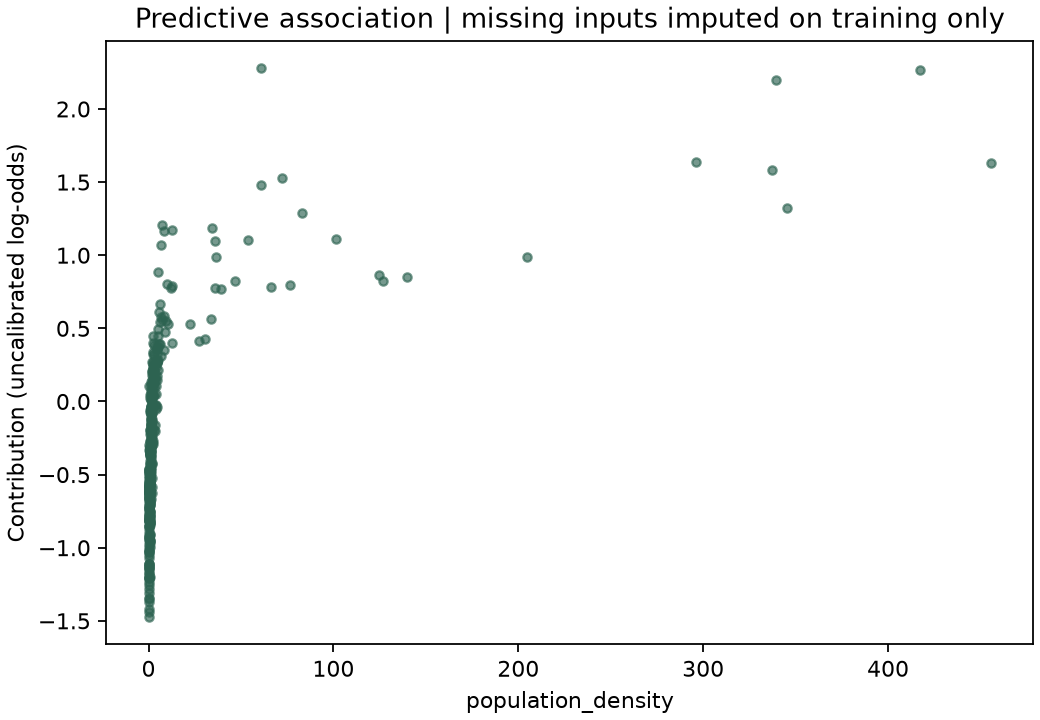 Predictive association | missing inputs imputed on training only
Contribution (uncalibrated log-odds)
2.0
1.5
1.0
0.5
0.0
−0.5
−1.0
−1.5
0 100 200 300 400
population_density